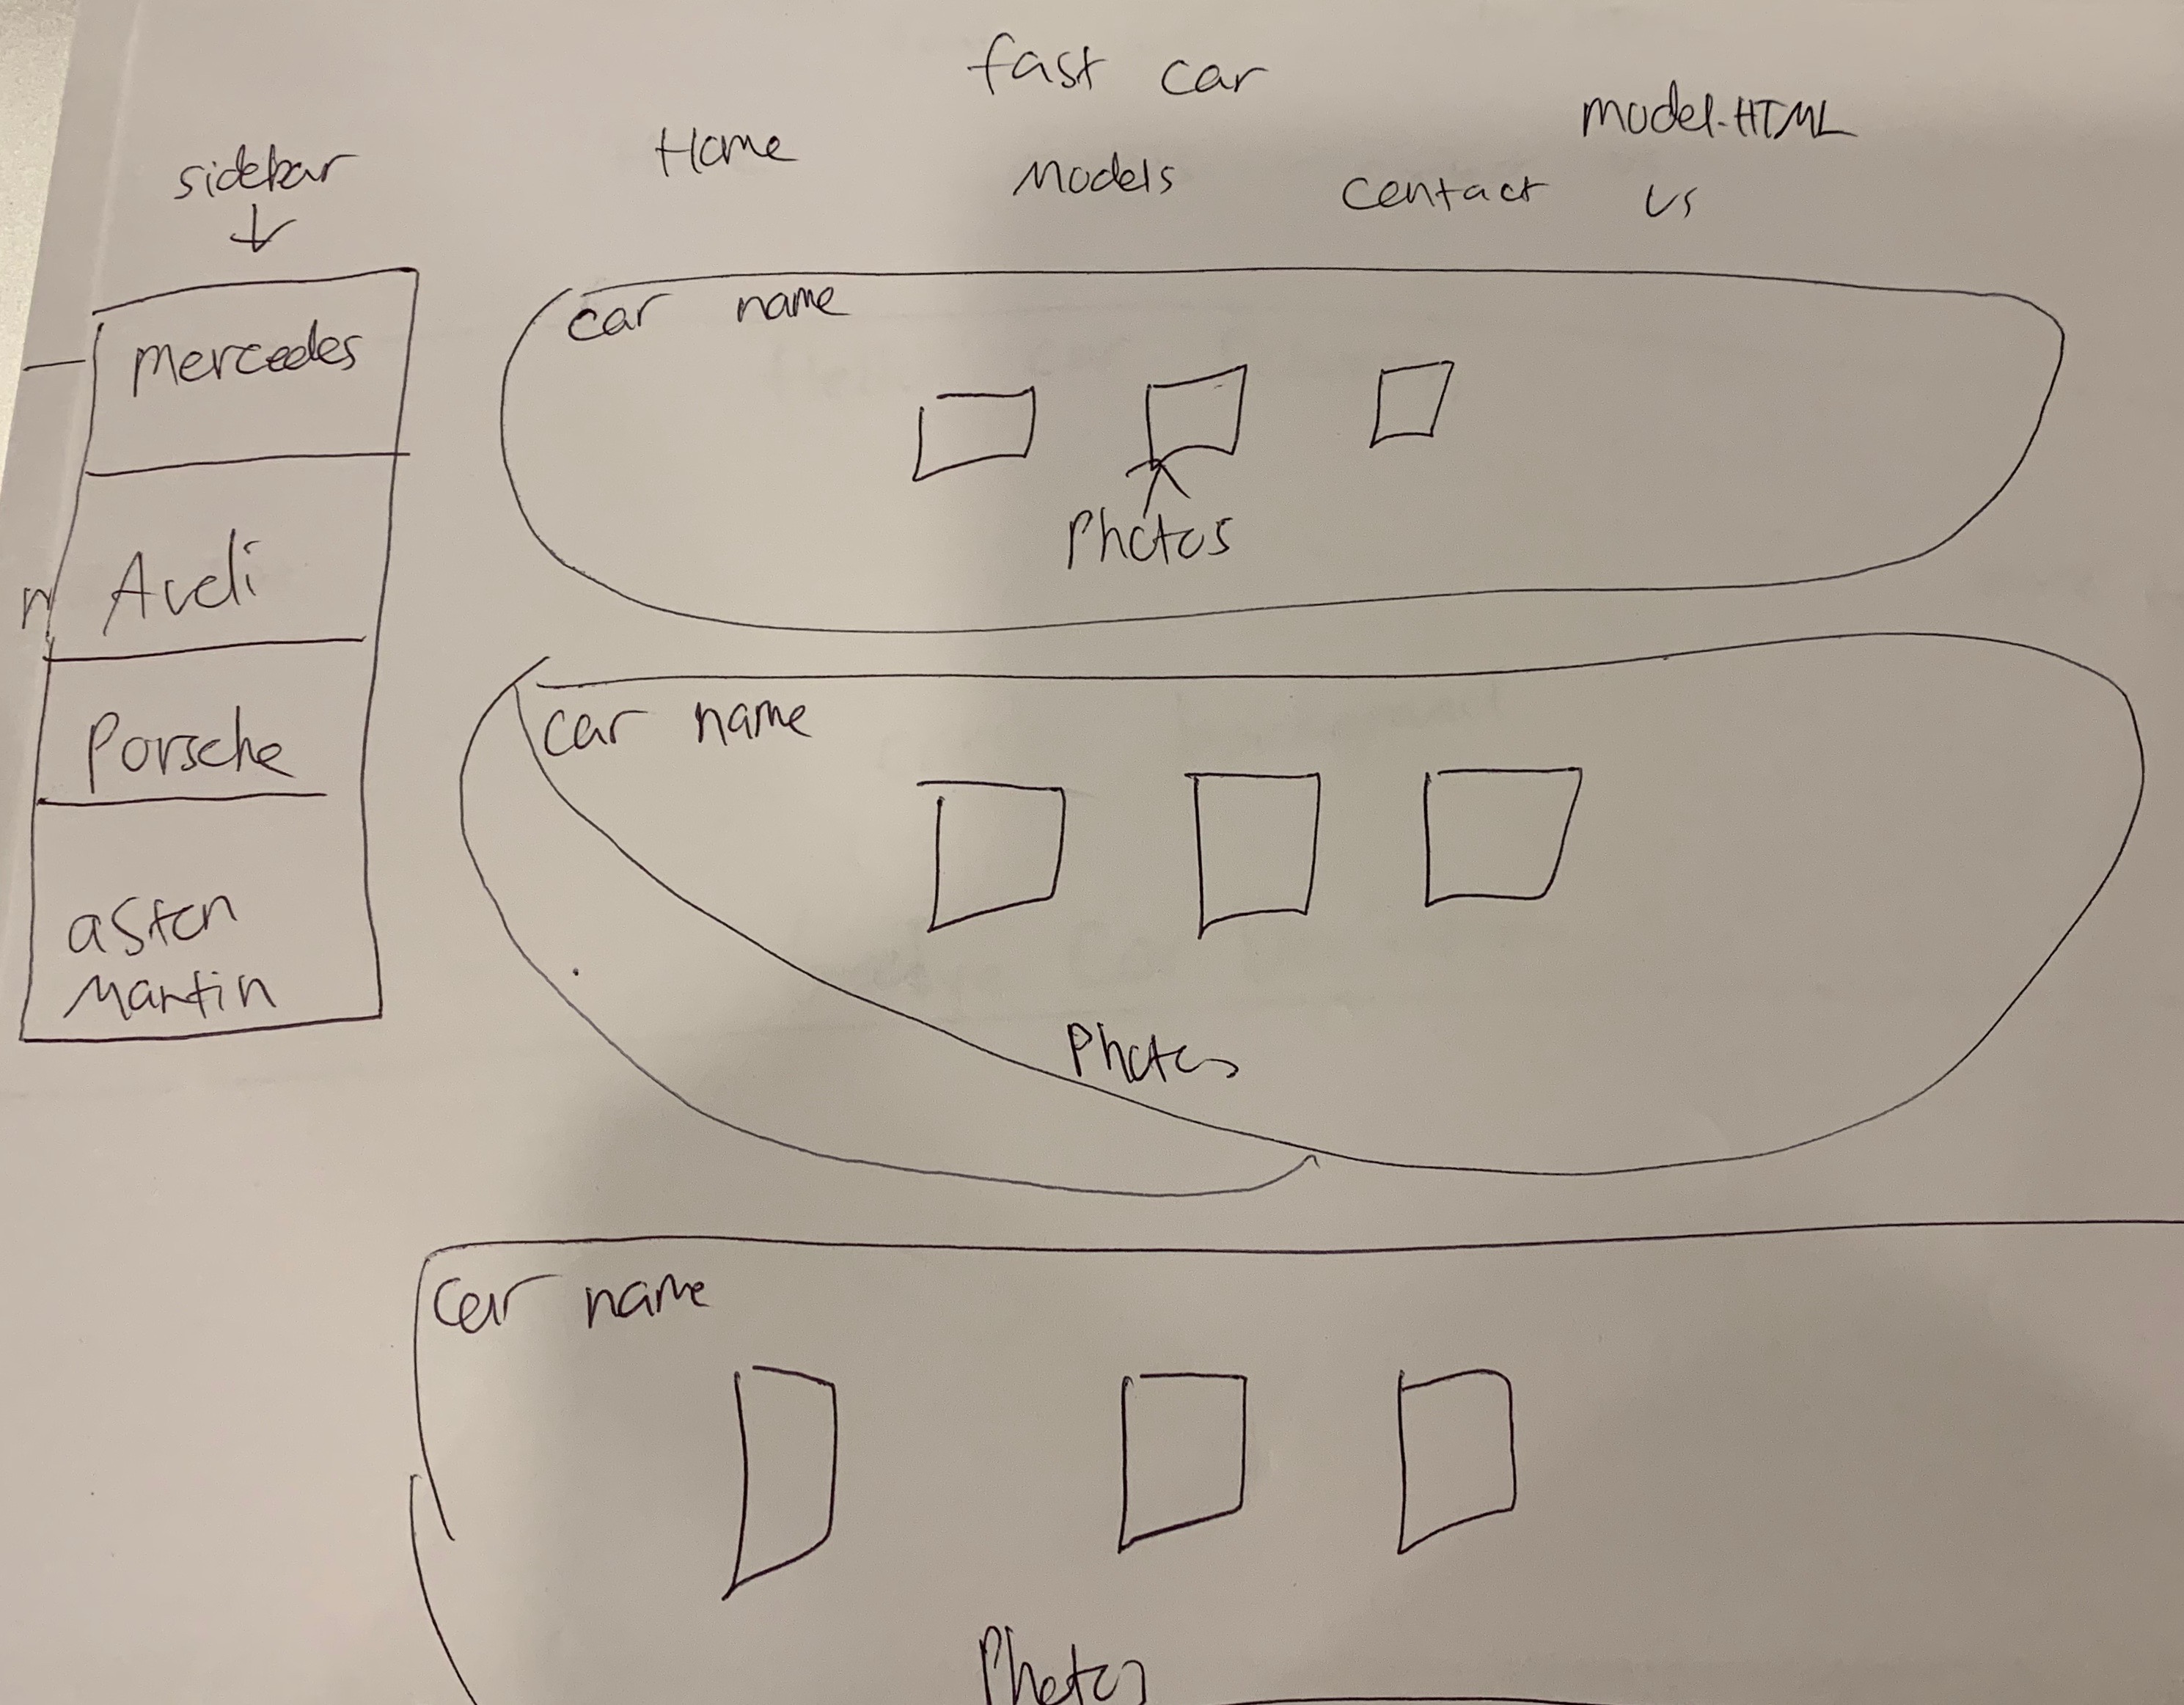 fast car
model.HTML
Home Models Contact us
sidebar
mercedes
Audi
Porsche
aston
Martin
car name
Photos
car name
Photos
Car name
Photos